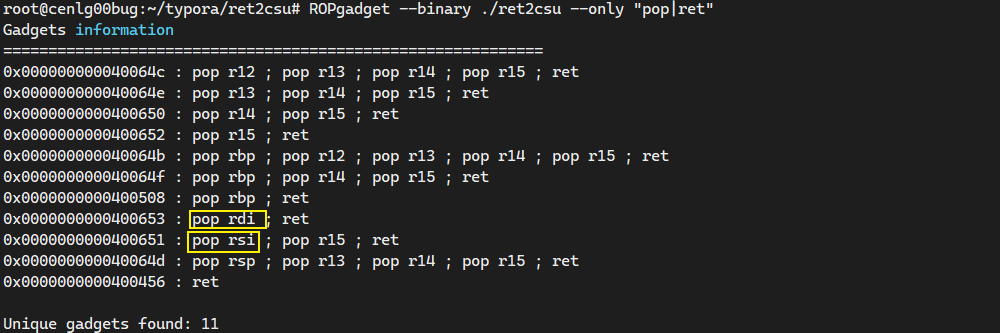 root@cenlg00bug:~/typora/ret2csu# ROPgadget --binary ./ret2csu --only "pop|ret"
Gadgets information
============================================================
0x000000000040064c : pop r12 ; pop r13 ; pop r14 ; pop r15 ; ret
0x000000000040064e : pop r13 ; pop r14 ; pop r15 ; ret
0x0000000000400650 : pop r14 ; pop r15 ; ret
0x0000000000400652 : pop r15 ; ret
0x000000000040064b : pop rbp ; pop r12 ; pop r13 ; pop r14 ; pop r15 ; ret
0x000000000040064f : pop rbp ; pop r14 ; pop r15 ; ret
0x0000000000400508 : pop rbp ; ret
0x0000000000400653 : pop rdi ; ret
0x0000000000400651 : pop rsi ; pop r15 ; ret
0x000000000040064d : pop rsp ; pop r13 ; pop r14 ; pop r15 ; ret
0x0000000000400456 : ret
Unique gadgets found: 11